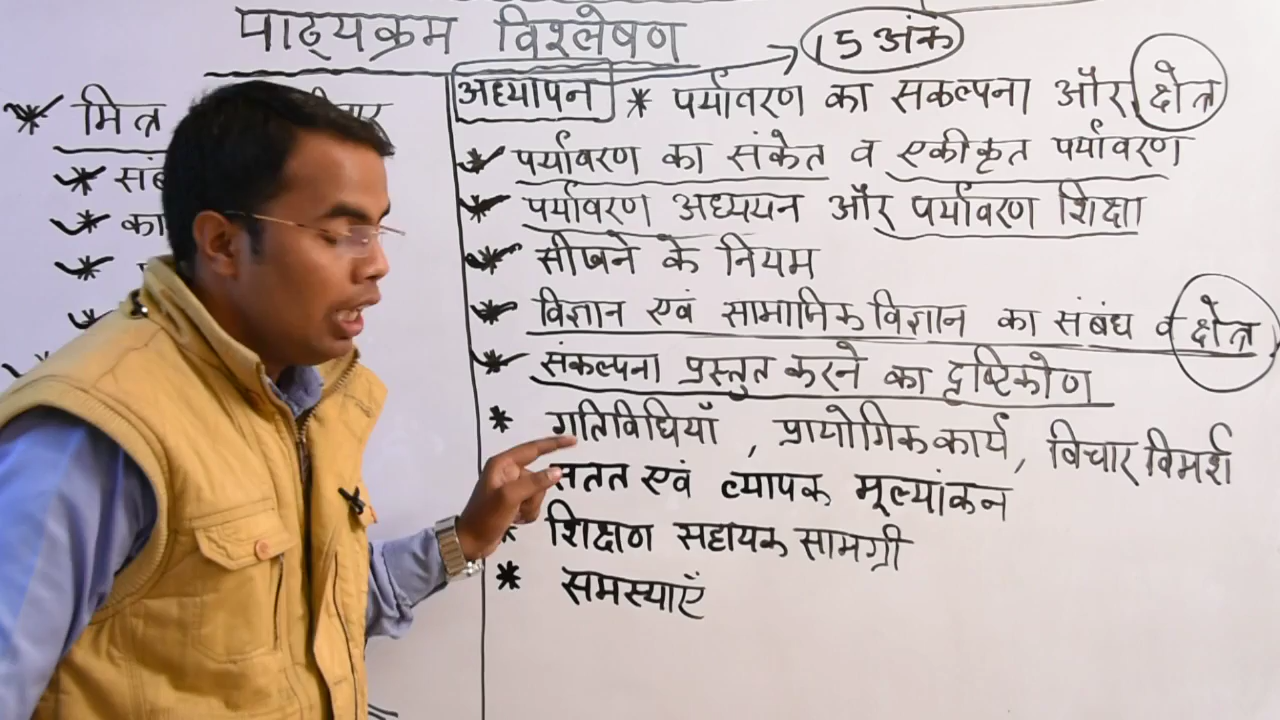 पाठ्यक्रम विश्लेषण
15 अंक
* मित्र
*
*
*
अध्यापन * पर्यावरण का सकल्पना और क्षेत्र
* पर्यावरण का संकेत व एकीकृत पर्यावरण
* पर्यावरण अध्ययन और पर्यावरण शिक्षा
* सीखने के नियम
* विज्ञान एवं सामाजिक विज्ञान का संबंध व क्षेत्र
* संकल्पना प्रस्तुत करने का दृष्टिकोण
* गतिविधियाँ , प्रायोगिक कार्य, विचार विमर्श
सतत एवं व्यापक मूल्यांकन
* शिक्षण सहायक सामग्री
* समस्याएँ